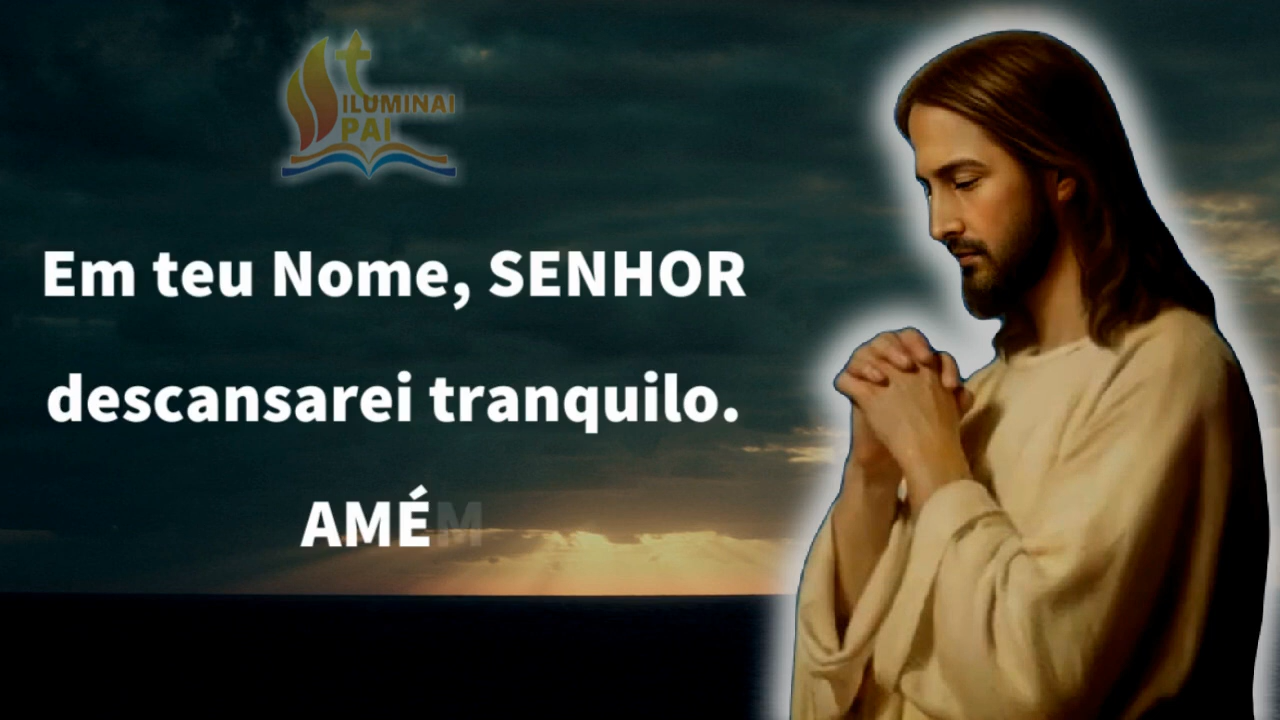 ILUMINAI
PAI
Em teu Nome, SENHOR
descansarei tranquilo.
AMÉM